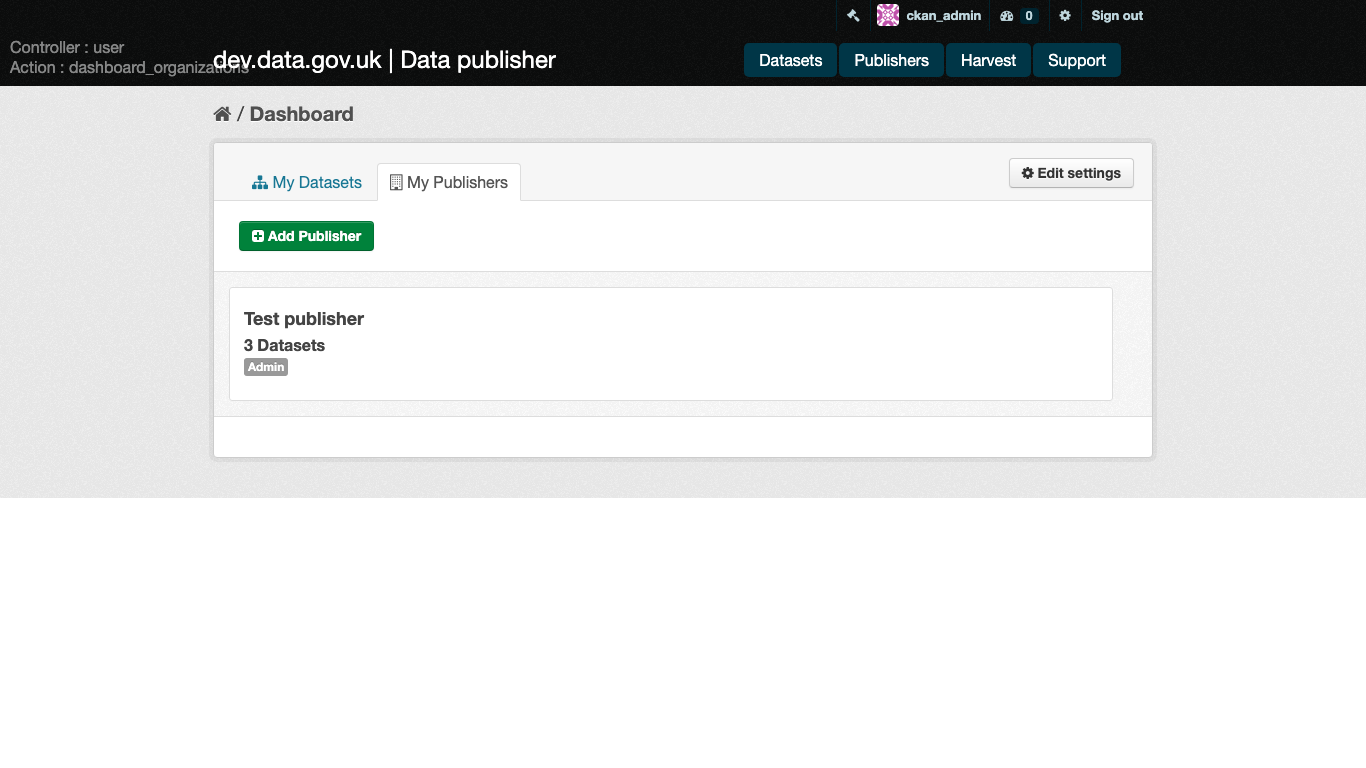 ckan_admin 0 Sign out
Controller : user
Action : dashboard_organizations
dev.data.gov.uk | Data publisher
Datasets Publishers Harvest Support
/ Dashboard
My Datasets My Publishers Edit settings
Add Publisher
Test publisher
3 Datasets
Admin